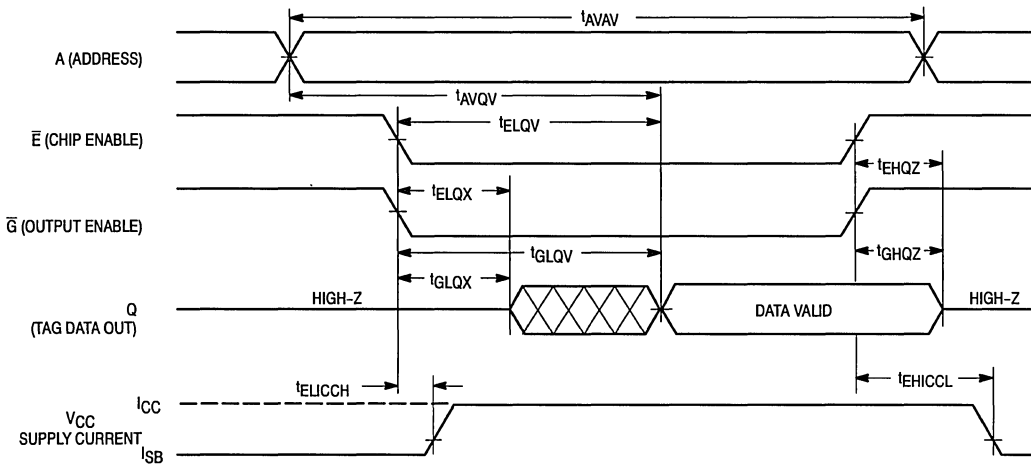 tAVAV
A (ADDRESS)
tAVQV
E̅ (CHIP ENABLE)
tELQV
tEHQZ
tELQX
G̅ (OUTPUT ENABLE)
tGLQV
tGHQZ
tGLQX
HIGH–Z
Q
(TAG DATA OUT)
DATA VALID
HIGH–Z
tELICCH
tEHICCL
ICC
VCC
SUPPLY CURRENT
ISB